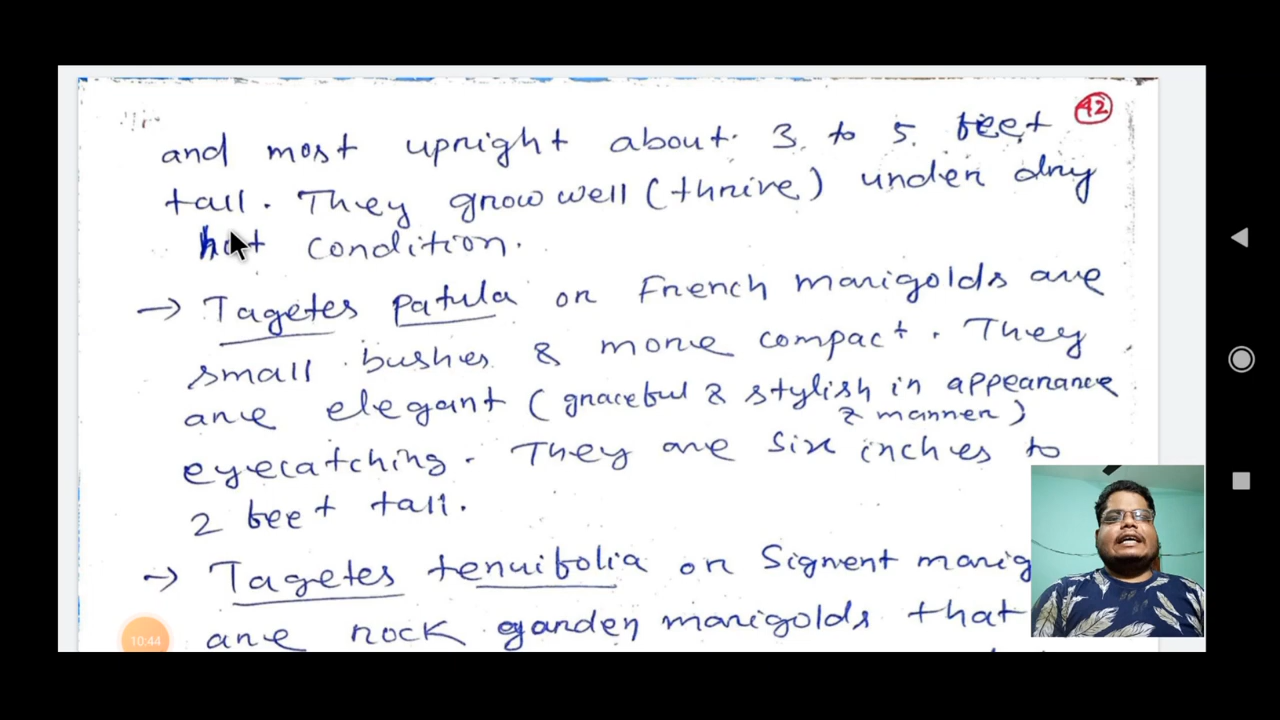 42
and most upright about 3 to 5 feet
tall. They grow well (thrive) under dry
hot condition.
→ Tagetes patula or French marigolds are
small bushes & more compact. They
are elegant (graceful & stylish in appearance
& manner)
eyecatching. They are six inches to
2 feet tall.
→ Tagetes tenuifolia or Signent marig
are rock garden marigolds that
10:44